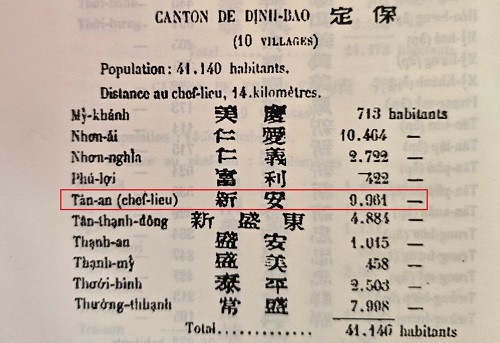 CANTON DE ĐỊNH-BAO 定 保
(10 VILLAGES)
Population: 41.140 habitants.
Distance au chef-lieu, 14 kilomètres.
Mỹ-khánh 美 慶 713 habitants
Nhơn-ái 仁 愛 10.464 —
Nhơn-nghĩa 仁 義 2.722 —
Phú-lợi 富 利 422 —
Tân-an (chef-lieu) 新 安 9.961 —
Tân-thạnh-đông 新 盛 東 4.884 —
Thạnh-an 盛 安 1.015 —
Thạnh-mỹ 盛 美 458 —
Thới-bình 泰 平 2.503 —
Thường-thhạnh 常 盛 7.998 —
Total............. 41.140 habitants